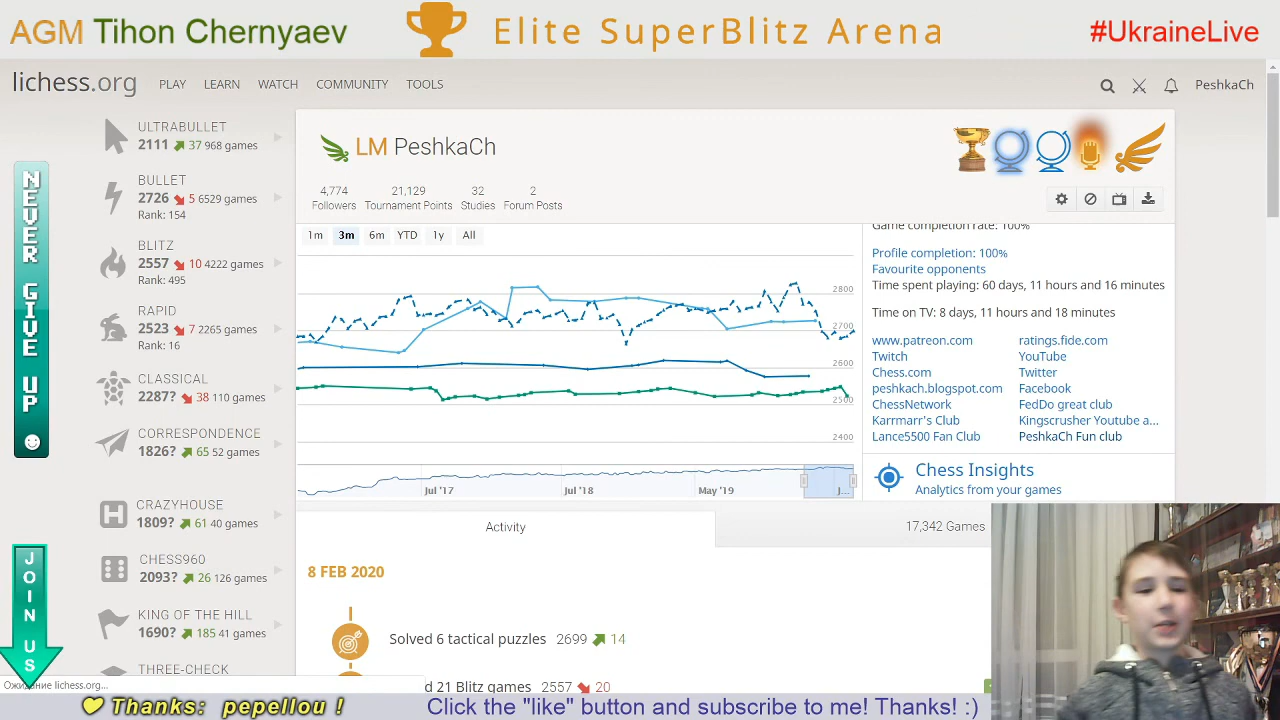 AGM Tihon Chernyaev
Elite SuperBlitz Arena
#UkraineLive
lichess.org PLAY LEARN WATCH COMMUNITY TOOLS PeshkaCh
NEVER GIVE UP
JOIN US
ULTRABULLET
2111 37 968 games
BULLET
2726 5 6529 games
Rank: 154
BLITZ
2557 10 4222 games
Rank: 495
RAPID
2523 7 2265 games
Rank: 16
CLASSICAL
2287? 38 110 games
CORRESPONDENCE
1826? 65 52 games
CRAZYHOUSE
1809? 61 40 games
CHESS960
2093? 26 126 games
KING OF THE HILL
1690? 185 41 games
THREE-CHECK
Ожидание lichess.org...
LM PeshkaCh
4,774 21,129 32 2
Followers Tournament Points Studies Forum Posts
1m 3m 6m YTD 1y All
2800
2700
2600
2500
2400
Jul '17 Jul '18 May '19 J...
Game completion rate: 100%
Profile completion: 100%
Favourite opponents
Time spent playing: 60 days, 11 hours and 16 minutes
Time on TV: 8 days, 11 hours and 18 minutes
www.patreon.com ratings.fide.com
Twitch YouTube
Chess.com Twitter
peshkach.blogspot.com Facebook
ChessNetwork FedDo great club
Karrmarr's Club Kingscrusher Youtube a...
Lance5500 Fan Club PeshkaCh Fun club
Chess Insights
Analytics from your games
Activity 17,342 Games
8 FEB 2020
Solved 6 tactical puzzles 2699 14
d 21 Blitz games 2557 20
Thanks: pepellou !
Click the "like" button and subscribe to me! Thanks! :)